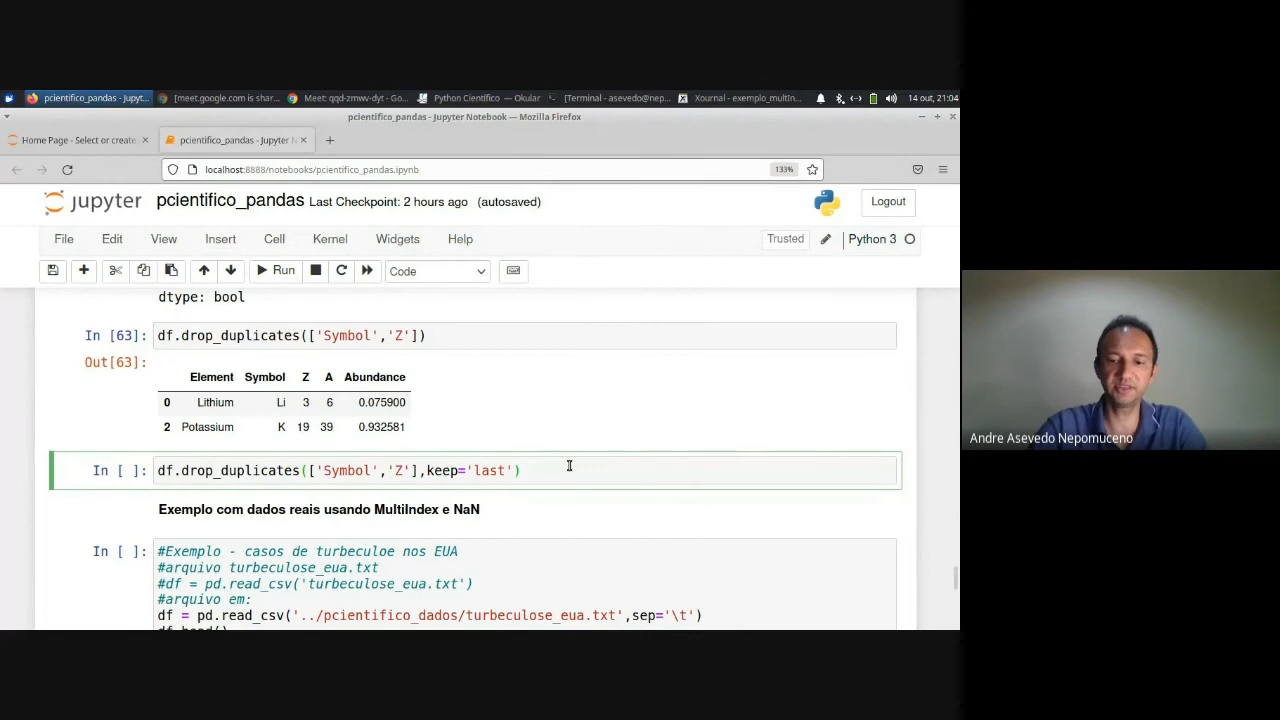 pcientifico_pandas - Jupyt...
[meet.google.com is shar...
Meet: qqd-zmwv-dyt - Go...
Python Científico — Okular
[Terminal - asevedo@nep...
Xournal - exemplo_multIn...
14 out, 21:04
pcientifico_pandas - Jupyter Notebook — Mozilla Firefox
Home Page - Select or create
pcientifico_pandas - Jupyter N
localhost:8888/notebooks/pcientifico_pandas.ipynb
133%
jupyter pcientifico_pandas Last Checkpoint: 2 hours ago (autosaved)
Logout
File Edit View Insert Cell Kernel Widgets Help
Trusted
Python 3
Run
Code
dtype: bool
In [63]: df.drop_duplicates(['Symbol','Z'])
Out[63]:
Element Symbol Z A Abundance
0 Lithium Li 3 6 0.075900
2 Potassium K 19 39 0.932581
In [ ]: df.drop_duplicates(['Symbol','Z'],keep='last')
Exemplo com dados reais usando MultiIndex e NaN
In [ ]: #Exemplo - casos de turbeculoe nos EUA
#arquivo turbeculose_eua.txt
#df = pd.read_csv('turbeculose_eua.txt')
#arquivo em:
df = pd.read_csv('../pcientifico_dados/turbeculose_eua.txt',sep='\t')
df.head()
Andre Asevedo Nepomuceno